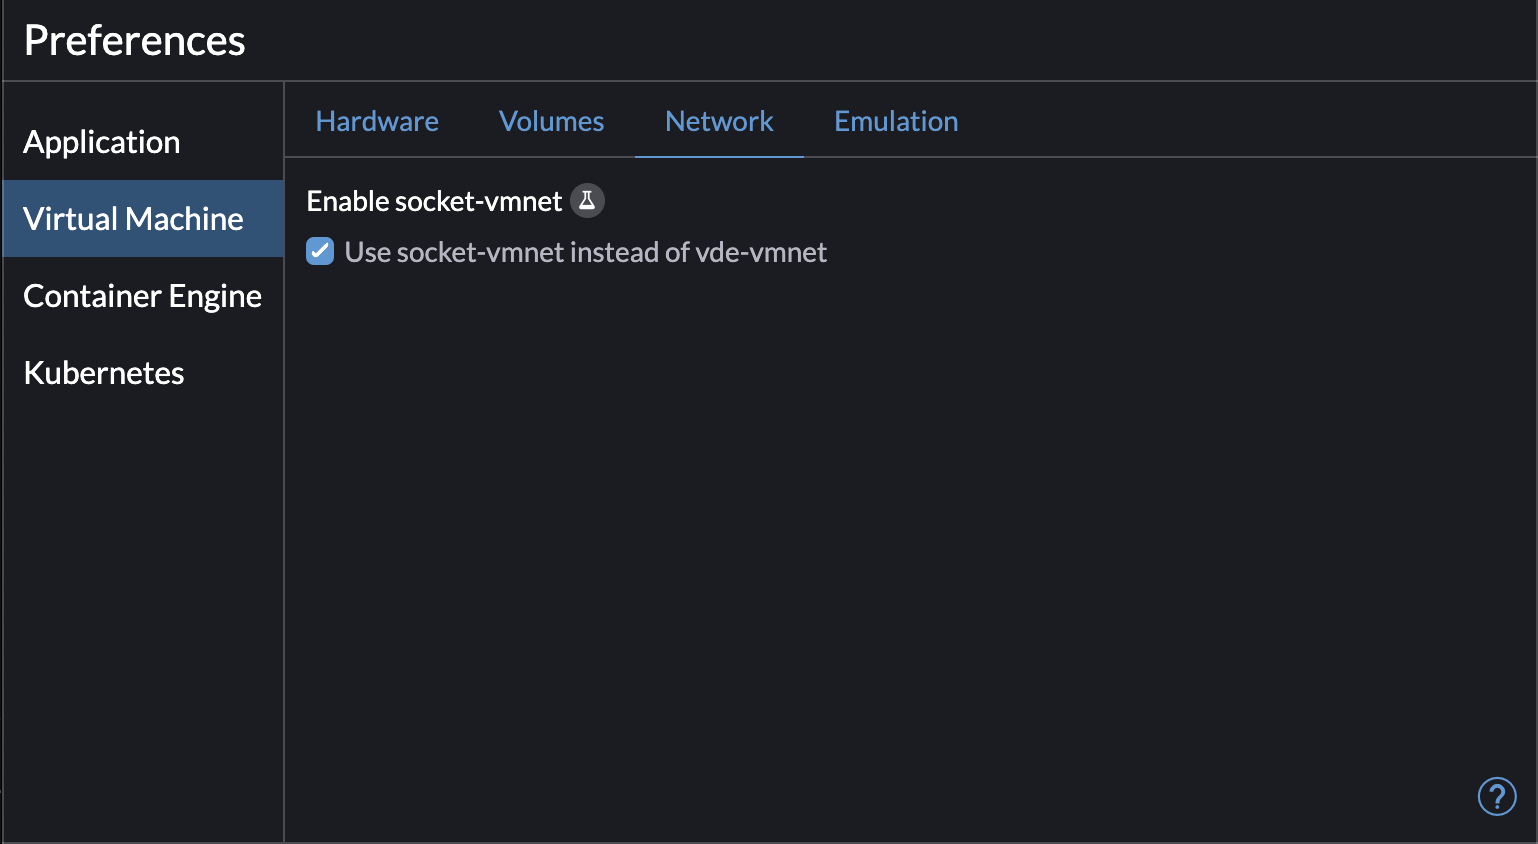 Preferences
Application
Virtual Machine
Container Engine
Kubernetes
Hardware Volumes Network Emulation
Enable socket-vmnet
Use socket-vmnet instead of vde-vmnet
?